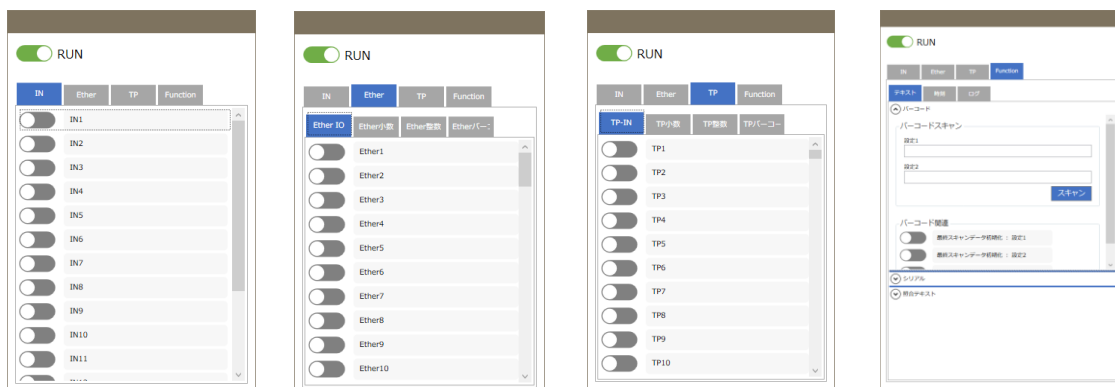 RUN
IN
Ether
TP
Function
IN1
IN2
IN3
IN4
IN5
IN6
IN7
IN8
IN9
IN10
IN11
RUN
IN
Ether
TP
Function
Ether IO
Ether小数
Ether整数
Etherバーコ
Ether1
Ether2
Ether3
Ether4
Ether5
Ether6
Ether7
Ether8
Ether9
Ether10
RUN
IN
Ether
TP
Function
TP-IN
TP小数
TP整数
TPバーコー
TP1
TP2
TP3
TP4
TP5
TP6
TP7
TP8
TP9
TP10
RUN
IN
Ether
TP
Function
テキスト
時間
ログ
バーコード
バーコードスキャン
設定1
設定2
スキャン
バーコード関連
最終スキャンデータ初期化 : 設定1
最終スキャンデータ初期化 : 設定2
シリアル
照合テキスト